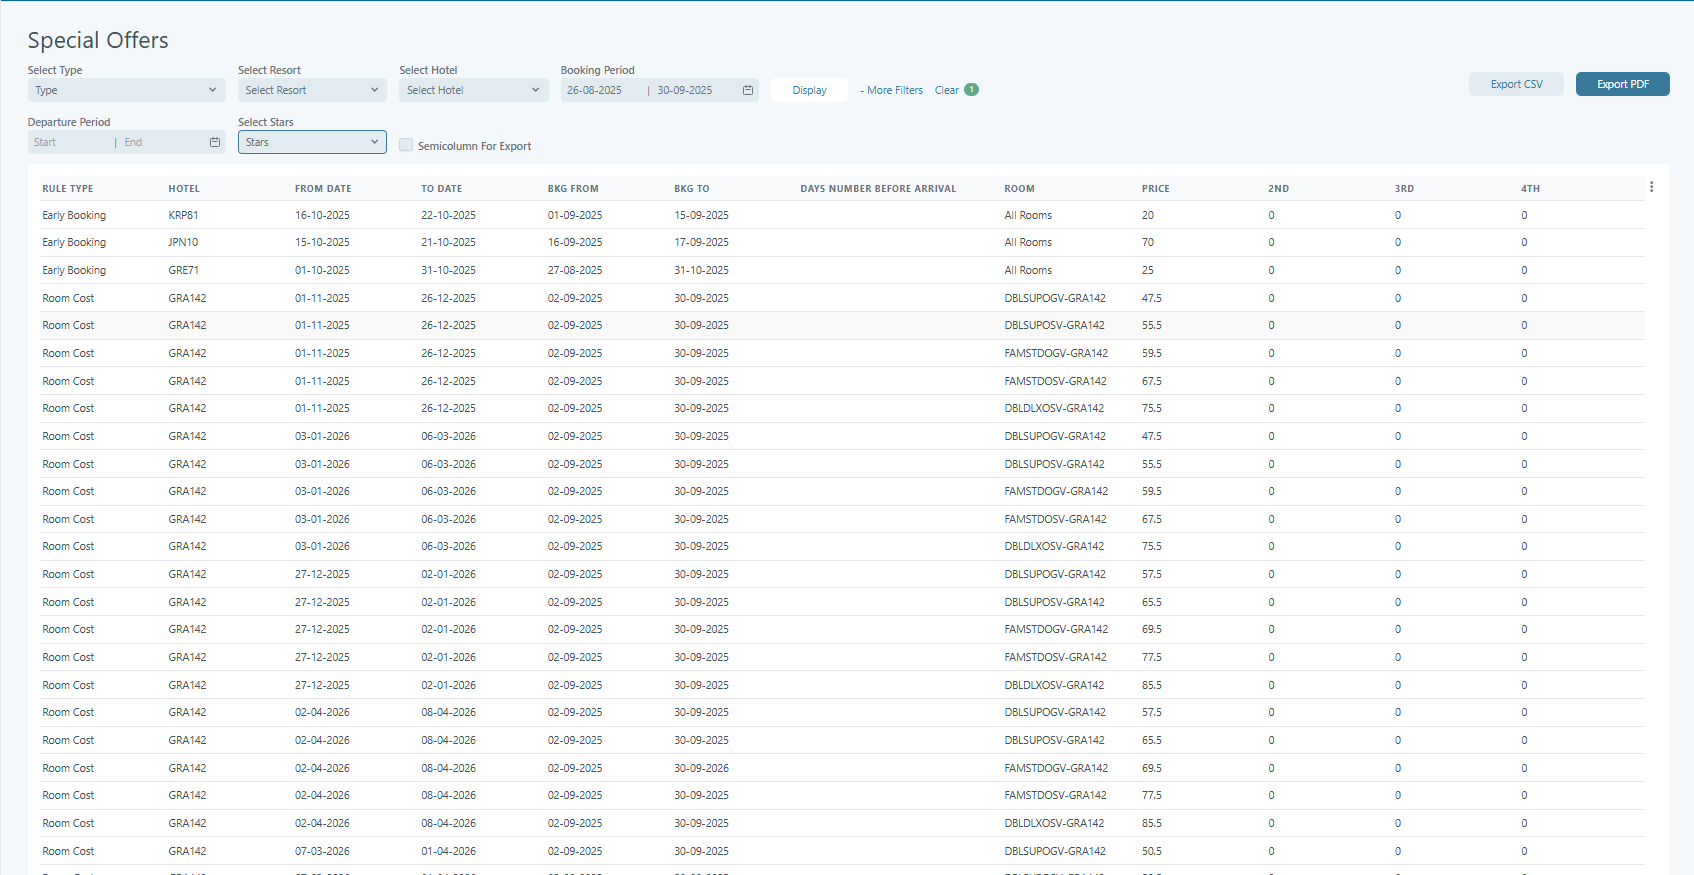 Special Offers
Select Type Select Resort Select Hotel Booking Period
Type Select Resort Select Hotel 26-08-2025 | 30-09-2025 Display - More Filters Clear 1 Export CSV Export PDF
Departure Period Select Stars
Start | End Stars Semicolumn For Export
RULE TYPE HOTEL FROM DATE TO DATE BKG FROM BKG TO DAYS NUMBER BEFORE ARRIVAL ROOM PRICE 2ND 3RD 4TH
Early Booking KRP81 16-10-2025 22-10-2025 01-09-2025 15-09-2025 All Rooms 20 0 0 0
Early Booking JPN10 15-10-2025 21-10-2025 16-09-2025 17-09-2025 All Rooms 70 0 0 0
Early Booking GRE71 01-10-2025 31-10-2025 27-08-2025 31-10-2025 All Rooms 25 0 0 0
Room Cost GRA142 01-11-2025 26-12-2025 02-09-2025 30-09-2025 DBLSUPOGV-GRA142 47.5 0 0 0
Room Cost GRA142 01-11-2025 26-12-2025 02-09-2025 30-09-2025 DBLSUPOSV-GRA142 55.5 0 0 0
Room Cost GRA142 01-11-2025 26-12-2025 02-09-2025 30-09-2025 FAMSTDOGV-GRA142 59.5 0 0 0
Room Cost GRA142 01-11-2025 26-12-2025 02-09-2025 30-09-2025 FAMSTDOSV-GRA142 67.5 0 0 0
Room Cost GRA142 01-11-2025 26-12-2025 02-09-2025 30-09-2025 DBLDLXOSV-GRA142 75.5 0 0 0
Room Cost GRA142 03-01-2026 06-03-2026 02-09-2025 30-09-2025 DBLSUPOGV-GRA142 47.5 0 0 0
Room Cost GRA142 03-01-2026 06-03-2026 02-09-2025 30-09-2025 DBLSUPOSV-GRA142 55.5 0 0 0
Room Cost GRA142 03-01-2026 06-03-2026 02-09-2025 30-09-2025 FAMSTDOGV-GRA142 59.5 0 0 0
Room Cost GRA142 03-01-2026 06-03-2026 02-09-2025 30-09-2025 FAMSTDOSV-GRA142 67.5 0 0 0
Room Cost GRA142 03-01-2026 06-03-2026 02-09-2025 30-09-2025 DBLDLXOSV-GRA142 75.5 0 0 0
Room Cost GRA142 27-12-2025 02-01-2026 02-09-2025 30-09-2025 DBLSUPOGV-GRA142 57.5 0 0 0
Room Cost GRA142 27-12-2025 02-01-2026 02-09-2025 30-09-2025 DBLSUPOSV-GRA142 65.5 0 0 0
Room Cost GRA142 27-12-2025 02-01-2026 02-09-2025 30-09-2025 FAMSTDOGV-GRA142 69.5 0 0 0
Room Cost GRA142 27-12-2025 02-01-2026 02-09-2025 30-09-2025 FAMSTDOSV-GRA142 77.5 0 0 0
Room Cost GRA142 27-12-2025 02-01-2026 02-09-2025 30-09-2025 DBLDLXOSV-GRA142 85.5 0 0 0
Room Cost GRA142 02-04-2026 08-04-2026 02-09-2025 30-09-2025 DBLSUPOGV-GRA142 57.5 0 0 0
Room Cost GRA142 02-04-2026 08-04-2026 02-09-2025 30-09-2025 DBLSUPOSV-GRA142 65.5 0 0 0
Room Cost GRA142 02-04-2026 08-04-2026 02-09-2025 30-09-2026 FAMSTDOGV-GRA142 69.5 0 0 0
Room Cost GRA142 02-04-2026 08-04-2026 02-09-2025 30-09-2025 FAMSTDOSV-GRA142 77.5 0 0 0
Room Cost GRA142 02-04-2026 08-04-2026 02-09-2025 30-09-2025 DBLDLXOSV-GRA142 85.5 0 0 0
Room Cost GRA142 07-03-2026 01-04-2026 02-09-2025 30-09-2025 DBLSUPOGV-GRA142 50.5 0 0 0